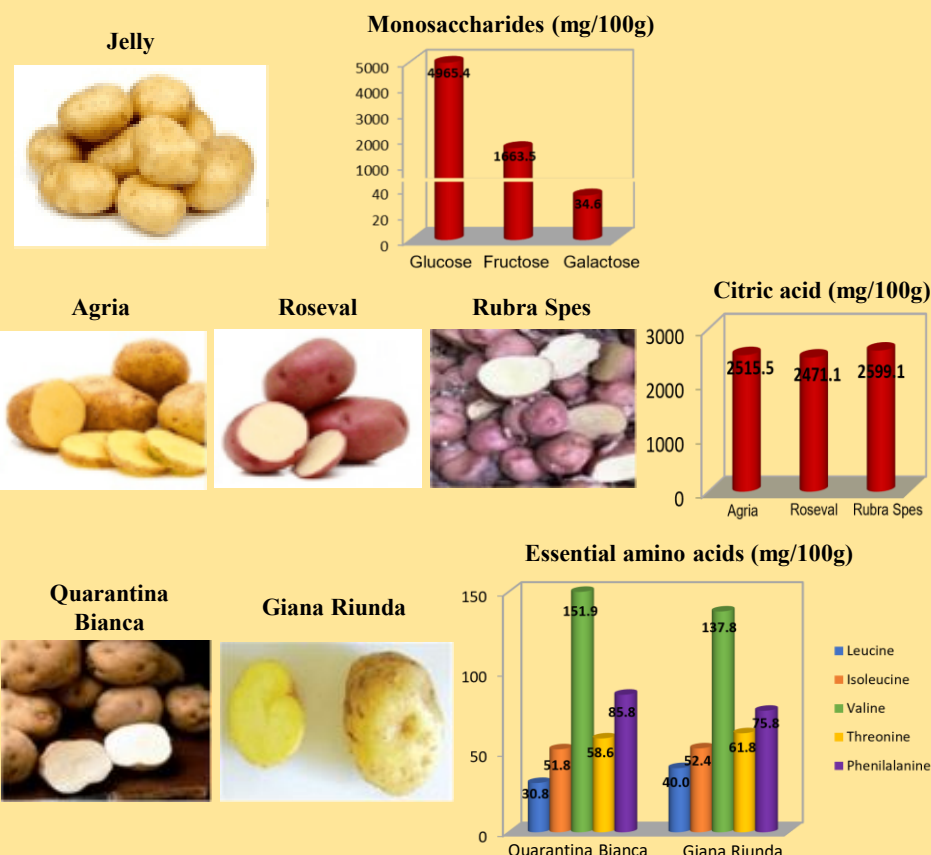 Jelly
Monosaccharides (mg/100g)
5000
4000
3000
2000
1000
40
20
0
4965.4
1663.5
34.6
Glucose Fructose Galactose
Agria
Roseval
Rubra Spes
Citric acid (mg/100g)
3000
2000
1000
0
2515.5
2471.1
2599.1
Agria Roseval Rubra Spes
Quarantina
Bianca
Giana Riunda
Essential amino acids (mg/100g)
150
100
50
0
30.8
51.8
151.9
58.6
85.8
40.0
52.4
137.8
61.8
75.8
Quarantina Bianca Giana Riunda
Leucine
Isoleucine
Valine
Threonine
Phenilalanine